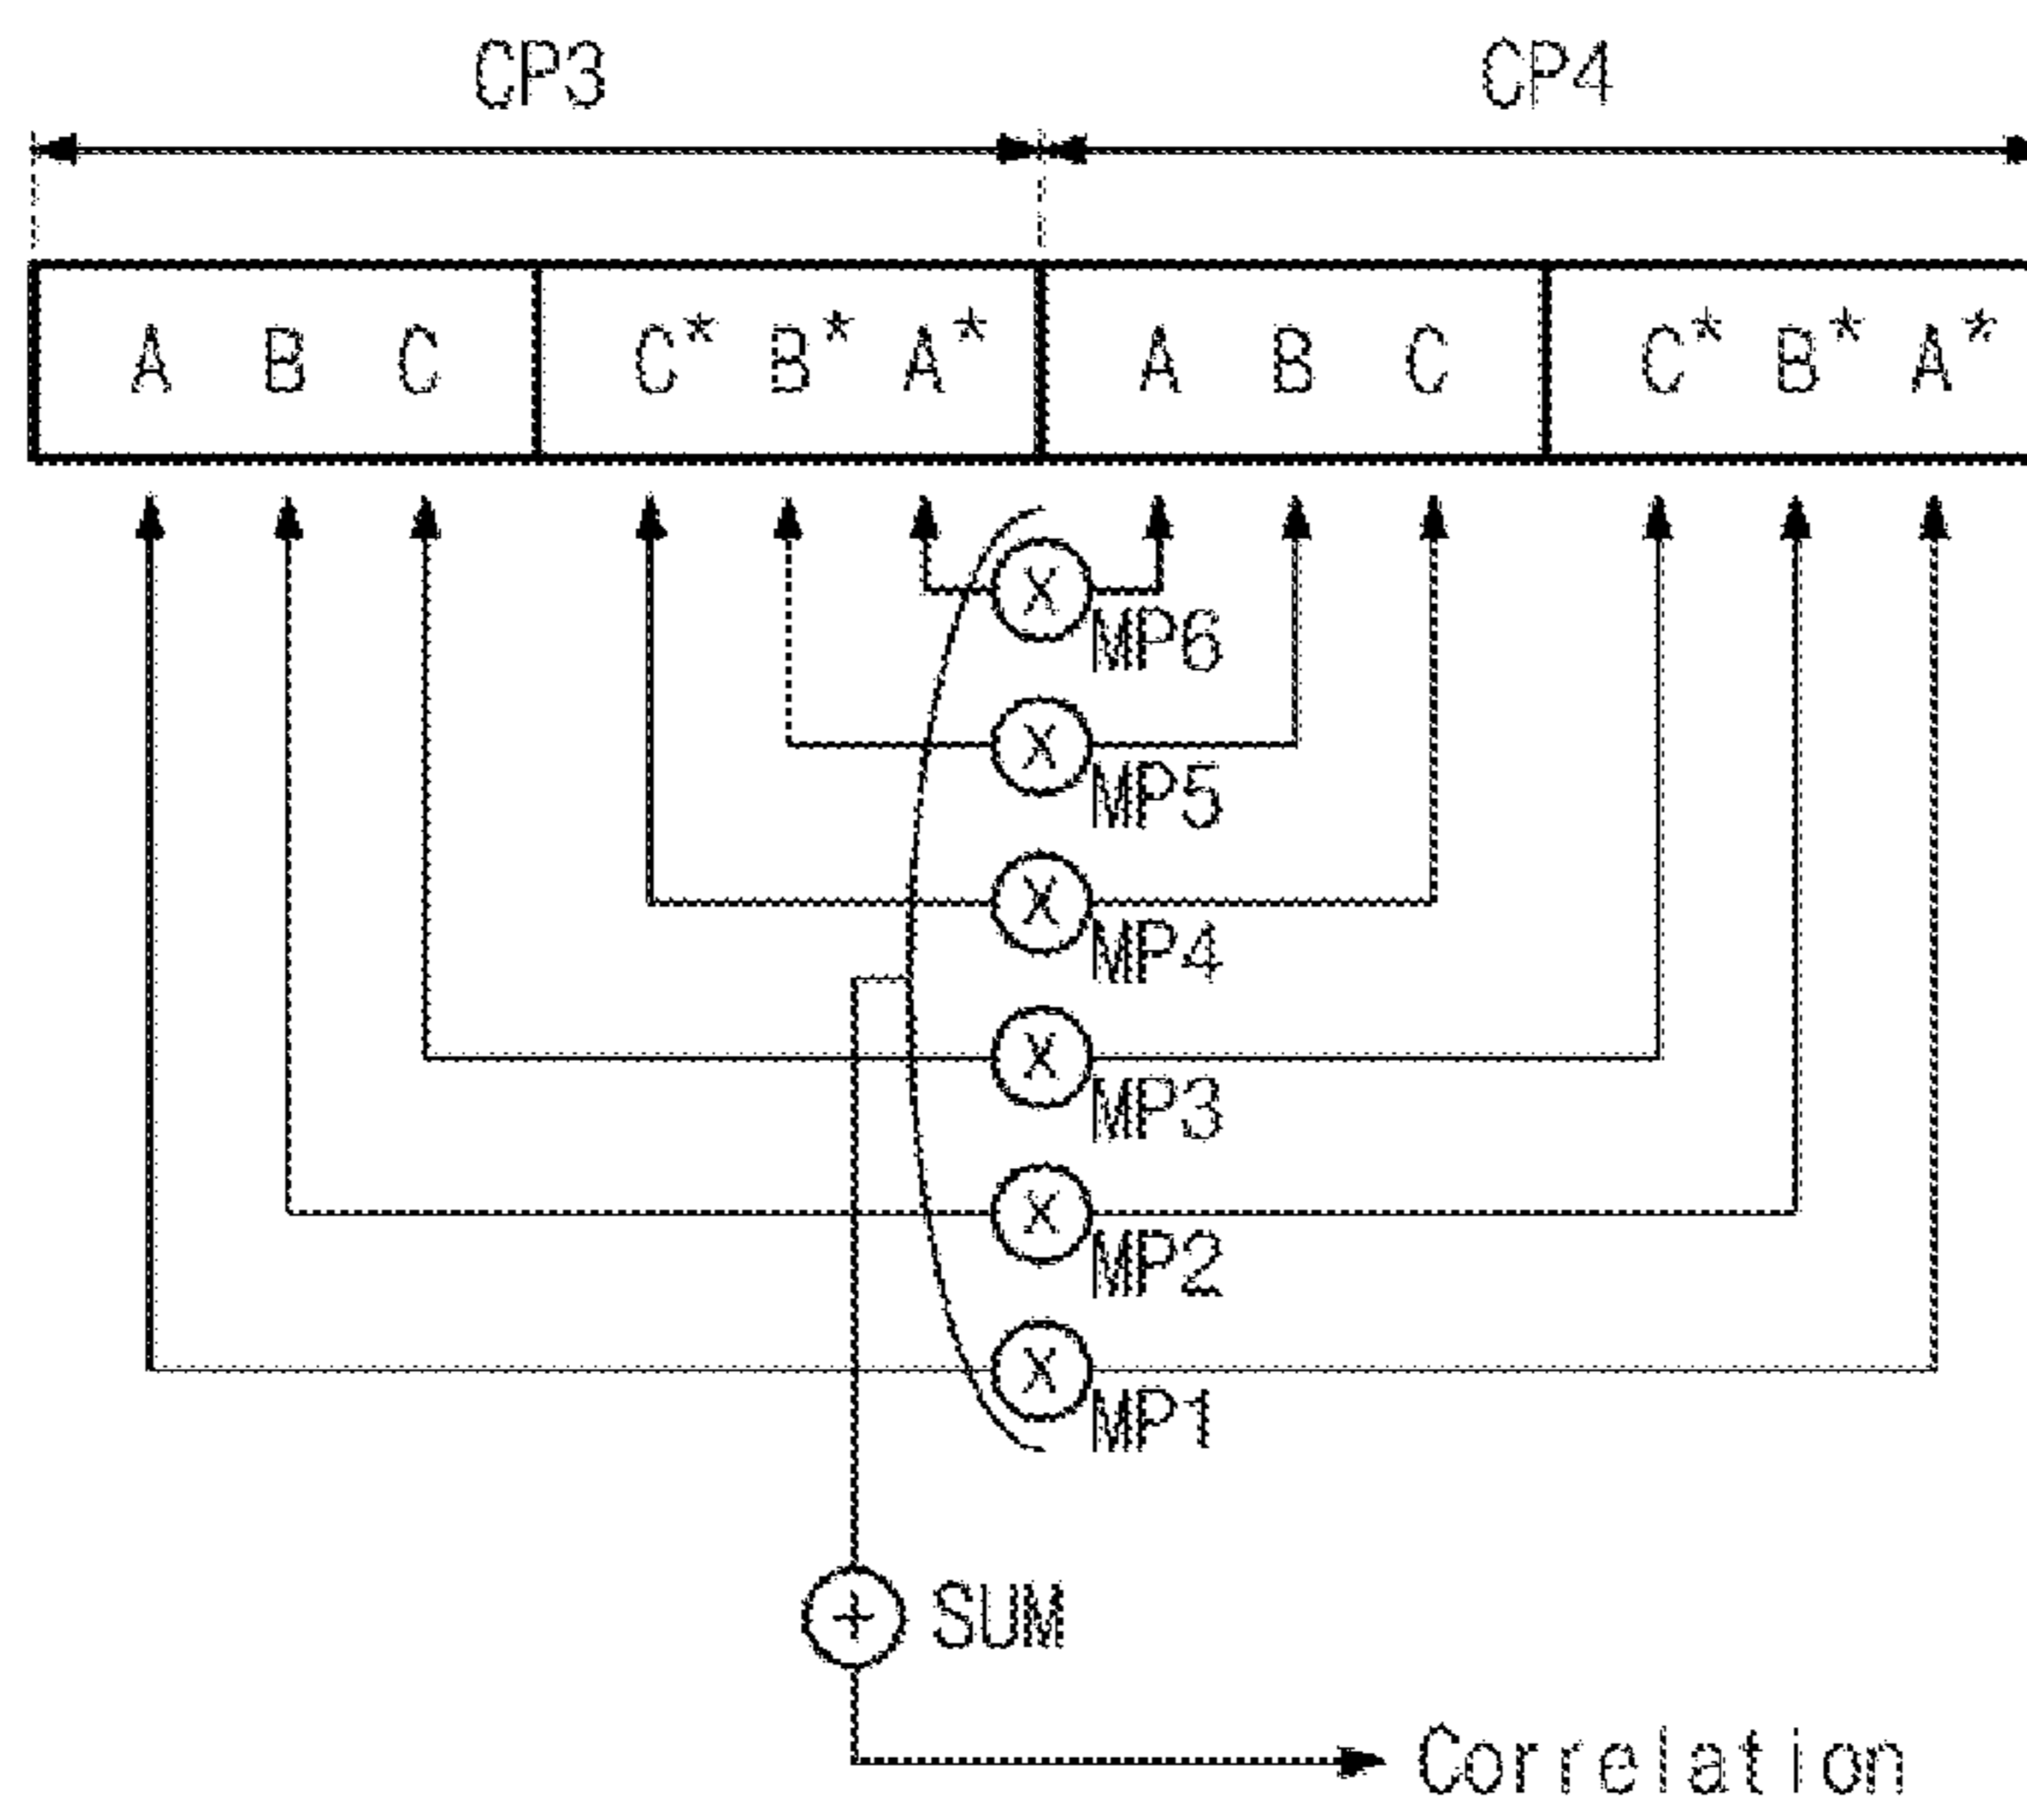 CP3 CP4
A B C C* B* A* A B C C* B* A*
X
MP6
X
MP5
X
MP4
X
MP3
X
MP2
X
MP1
+ SUM
Correlation